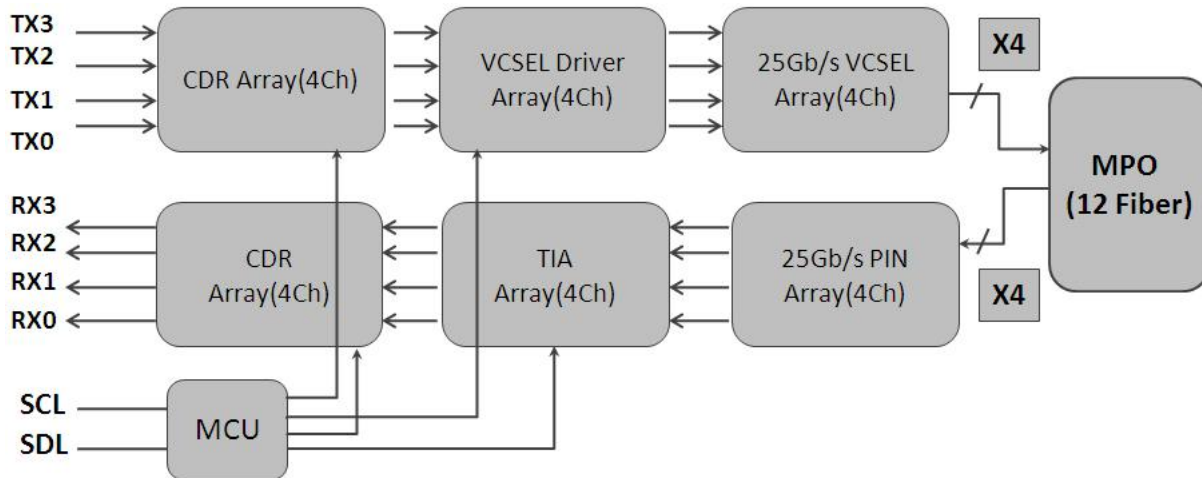 TX3
TX2
TX1
TX0
CDR Array(4Ch)
VCSEL Driver
Array(4Ch)
25Gb/s VCSEL
Array(4Ch)
X4
MPO
(12 Fiber)
RX3
RX2
RX1
RX0
CDR
Array(4Ch)
TIA
Array(4Ch)
25Gb/s PIN
Array(4Ch)
X4
SCL
SDL
MCU